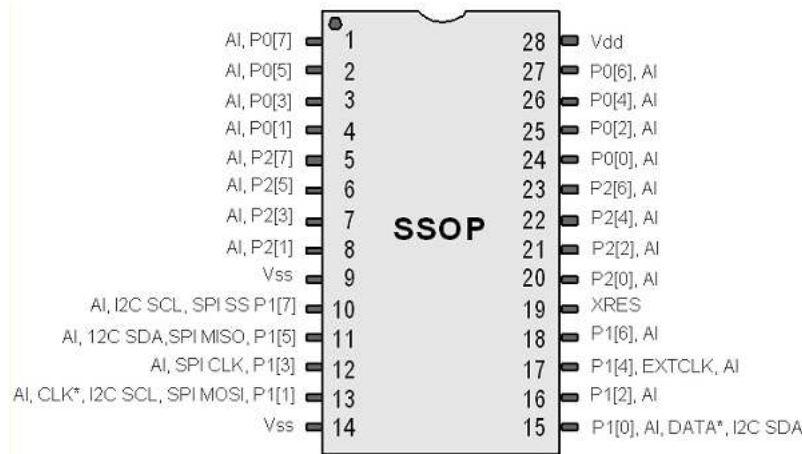 AI, P0[7] 1 28 Vdd
AI, P0[5] 2 27 P0[6], AI
AI, P0[3] 3 26 P0[4], AI
AI, P0[1] 4 25 P0[2], AI
AI, P2[7] 5 24 P0[0], AI
AI, P2[5] 6 23 P2[6], AI
AI, P2[3] 7 SSOP 22 P2[4], AI
AI, P2[1] 8 21 P2[2], AI
Vss 9 20 P2[0], AI
AI, I2C SCL, SPI SS P1[7] 10 19 XRES
AI, 12C SDA,SPI MISO, P1[5] 11 18 P1[6], AI
AI, SPI CLK, P1[3] 12 17 P1[4], EXTCLK, AI
AI, CLK*, I2C SCL, SPI MOSI, P1[1] 13 16 P1[2], AI
Vss 14 15 P1[0], AI, DATA*, I2C SDA